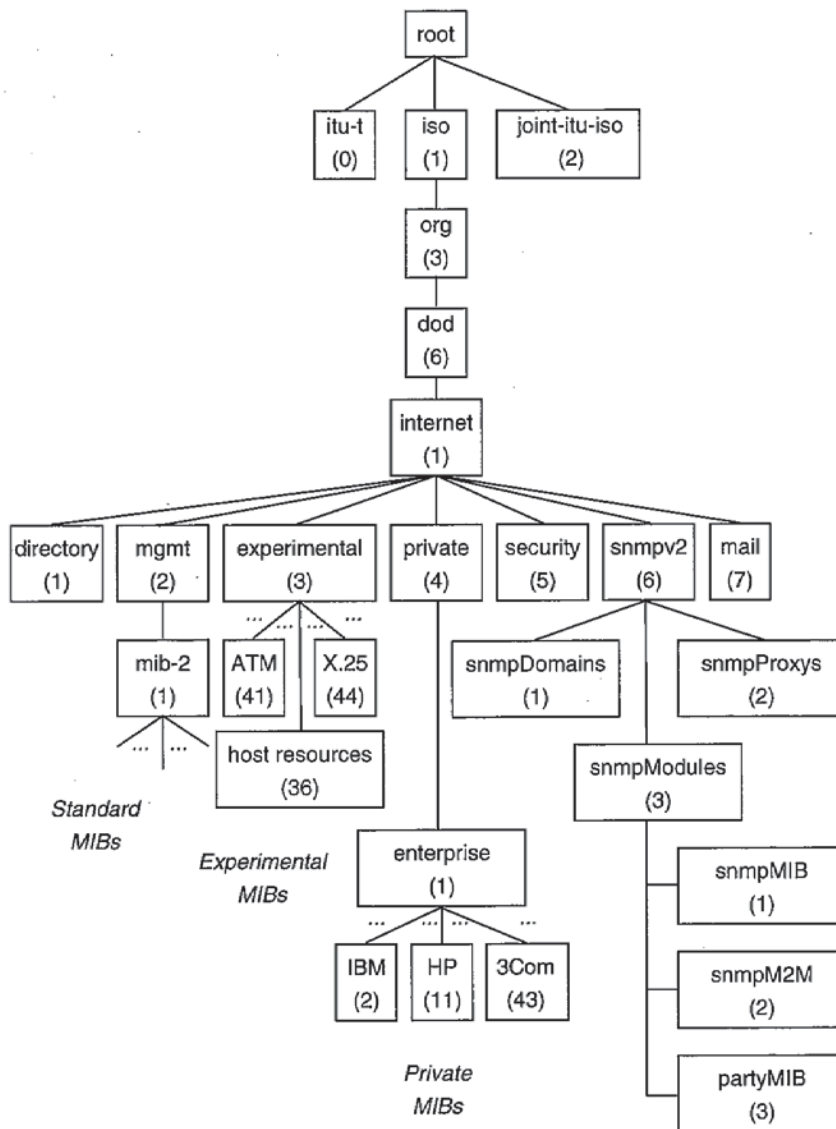 root
itu-t
(0)
iso
(1)
joint-itu-iso
(2)
org
(3)
dod
(6)
internet
(1)
directory
(1)
mgmt
(2)
experimental
(3)
private
(4)
security
(5)
snmpv2
(6)
mail
(7)
... ... ... ...
mib-2
(1)
ATM
(41)
X.25
(44)
snmpDomains
(1)
snmpProxys
(2)
... ...
host resources
(36)
snmpModules
(3)
Standard
MIBs
Experimental
MIBs
enterprise
(1)
snmpMIB
(1)
... ... ... ...
IBM
(2)
HP
(11)
3Com
(43)
snmpM2M
(2)
Private
MIBs
partyMIB
(3)